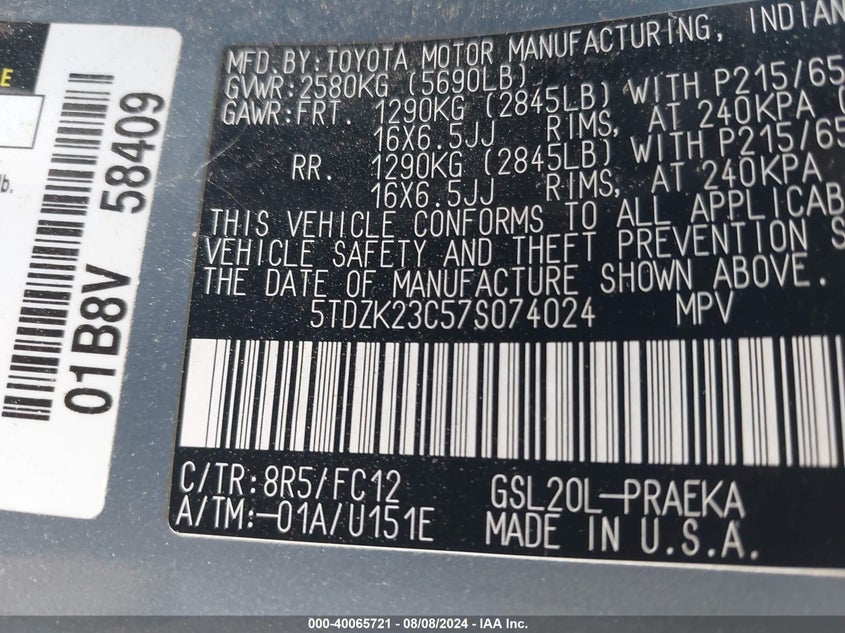 E
lb.
58409
01B8V
MFD. BY: TOYOTA MOTOR MANUFACTURING, INDIAN
GVWR: 2580KG (5690LB)
GAWR: FRT. 1290KG (2845LB) WITH P215/65
16X6.5JJ RIMS, AT 240KPA (
RR. 1290KG (2845LB) WITH P215/65
16X6.5JJ RIMS, AT 240KPA
THIS VEHICLE CONFORMS TO ALL APPLICAB
VEHICLE SAFETY AND THEFT PREVENTION S
THE DATE OF MANUFACTURE SHOWN ABOVE.
5TDZK23C57S074024 MPV
C/TR: 8R5/FC12 GSL20L-PRAEKA
A/TM:-01A/U151E MADE IN U.S.A.
000-40065721 - 08/08/2024 - IAA Inc.